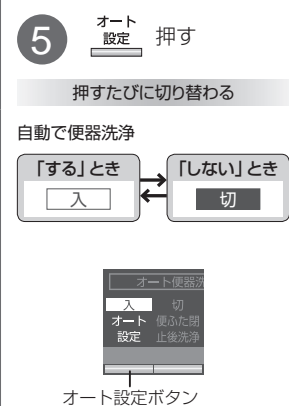 5 オート設定 押す
押すたびに切り替わる
自動で便器洗浄
「する」とき 「しない」とき
入 切
オート便器洗
入 切
オート 便ふた閉
設定 止後洗浄
オート設定ボタン